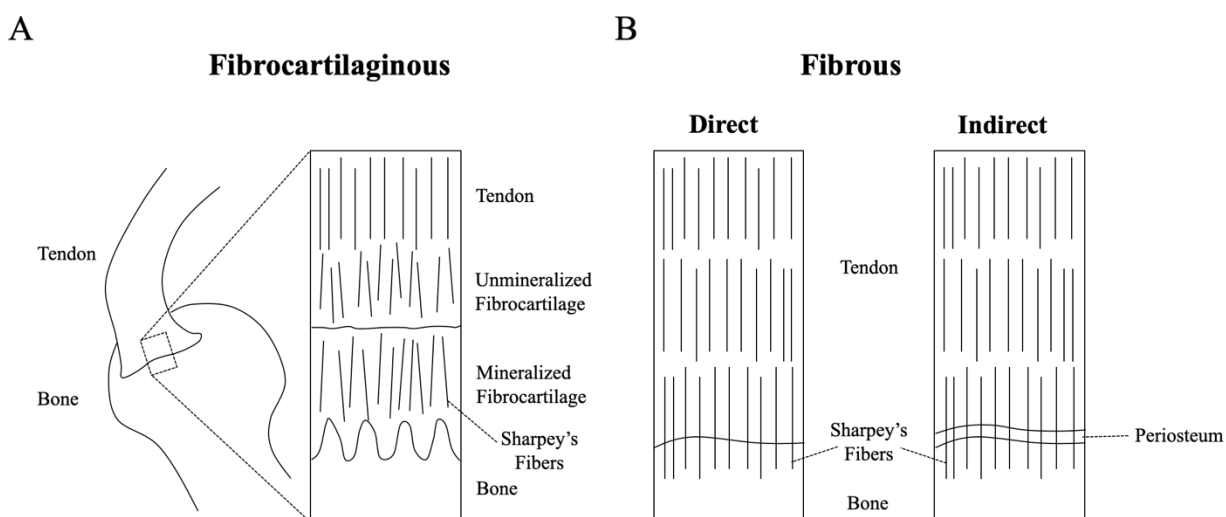 A
Fibrocartilaginous
Tendon
Bone
Tendon
Unmineralized
Fibrocartilage
Mineralized
Fibrocartilage
Sharpey's
Fibers
Bone
B
Fibrous
Direct
Indirect
Tendon
Sharpey's
Fibers
Periosteum
Bone